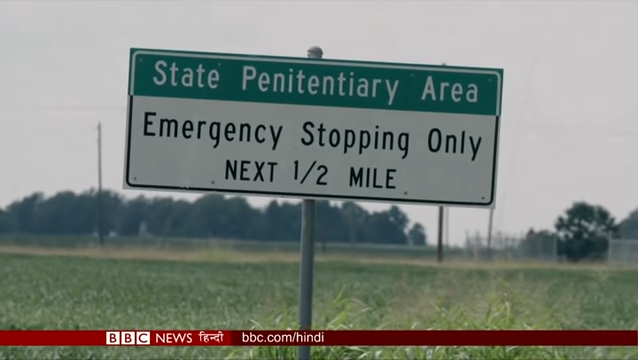 State Penitentiary Area
Emergency Stopping Only
NEXT 1/2 MILE
BBC NEWS हिन्दी bbc.com/hindi